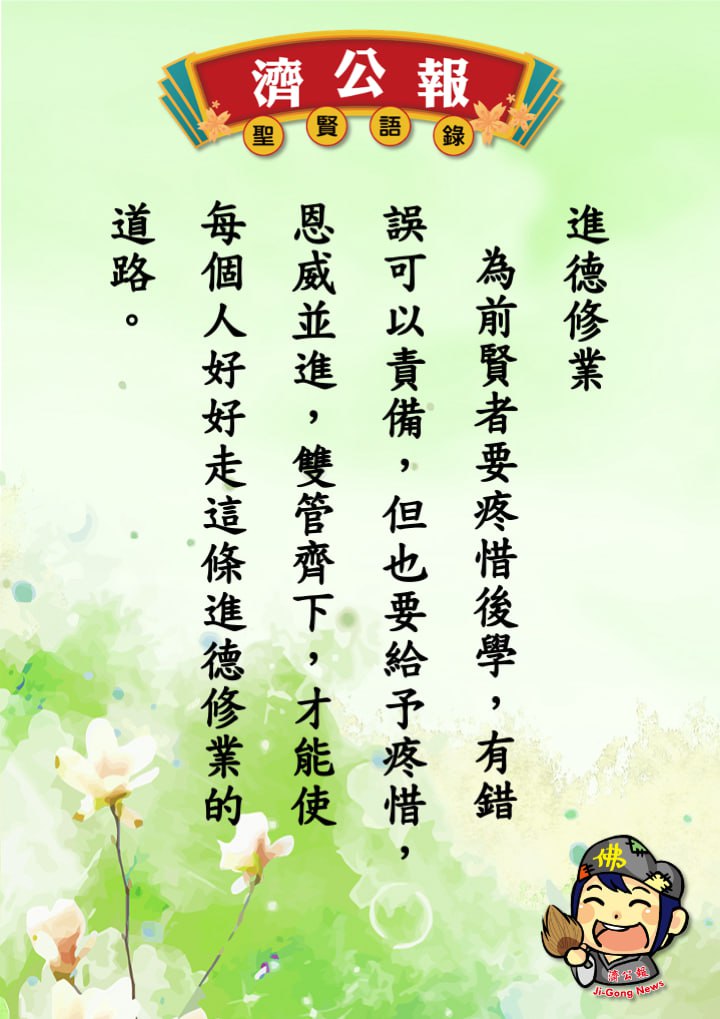 濟公報
聖賢語錄
進德修業
為前賢者要疼惜後學，有錯
誤可以責備，但也要給予疼惜，
恩威並進，雙管齊下，才能使
每個人好好走這條進德修業的
道路。
佛
濟公報
Ji-Gong News